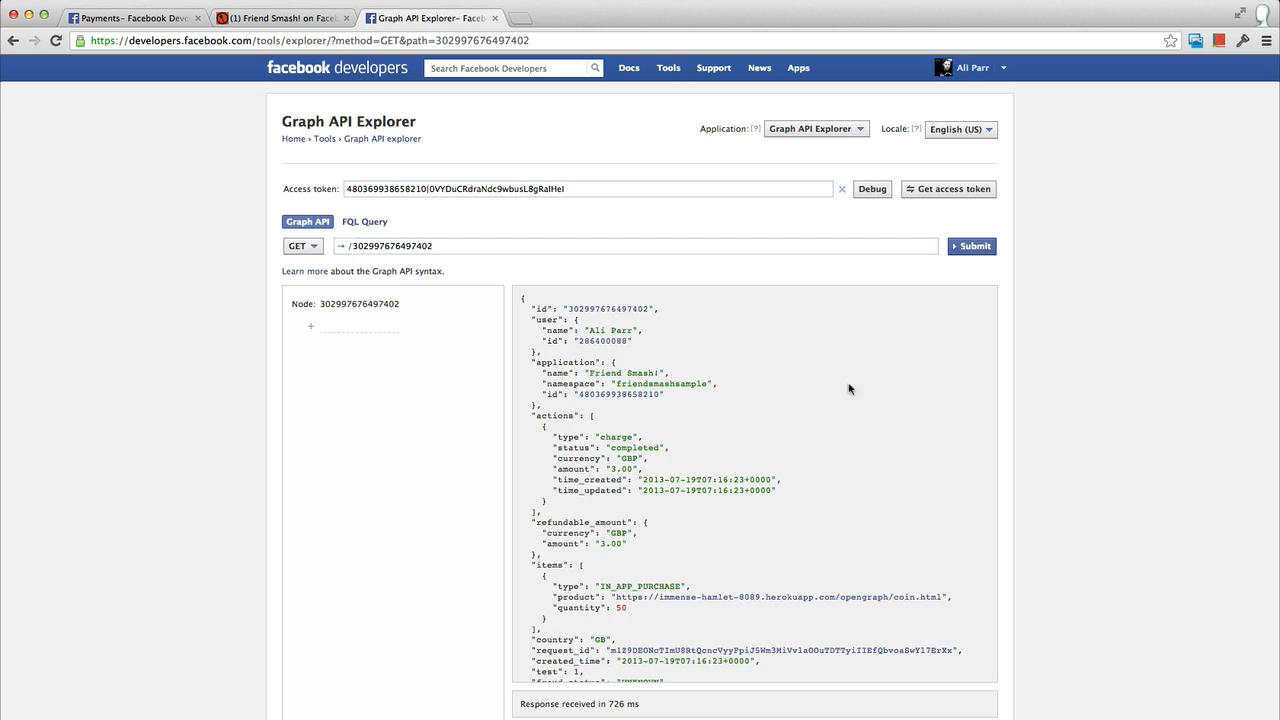 Payments- Facebook Deve
(1) Friend Smash! on Face
Graph API Explorer- Faceb
https://developers.facebook.com/tools/explorer/?method=GET&path=302997676497402
facebook developers
Search Facebook Developers
Docs
Tools
Support
News
Apps
Ali Parr
Graph API Explorer
Home › Tools › Graph API explorer
Application: [?]
Graph API Explorer
Locale: [?]
English (US)
Access token:
480369938658210|0VYDuCRdraNdc9wbusL8gRaIHeI
Debug
Get access token
Graph API
FQL Query
GET
→ /302997676497402
Submit
Learn more about the Graph API syntax.
Node: 302997676497402
+
{
"id": "302997676497402",
"user": {
"name": "Ali Parr",
"id": "286400088"
},
"application": {
"name": "Friend Smash!",
"namespace": "friendsmashsample",
"id": "480369938658210"
},
"actions": [
{
"type": "charge",
"status": "completed",
"currency": "GBP",
"amount": "3.00",
"time_created": "2013-07-19T07:16:23+0000",
"time_updated": "2013-07-19T07:16:23+0000"
}
],
"refundable_amount": {
"currency": "GBP",
"amount": "3.00"
},
"items": [
{
"type": "IN_APP_PURCHASE",
"product": "https://immense-hamlet-8089.herokuapp.com/opengraph/coin.html",
"quantity": 50
}
],
"country": "GB",
"request_id":
"created_time": "2013-07-19T07:16:23+0000",
"test": 1,
Response received in 726 ms